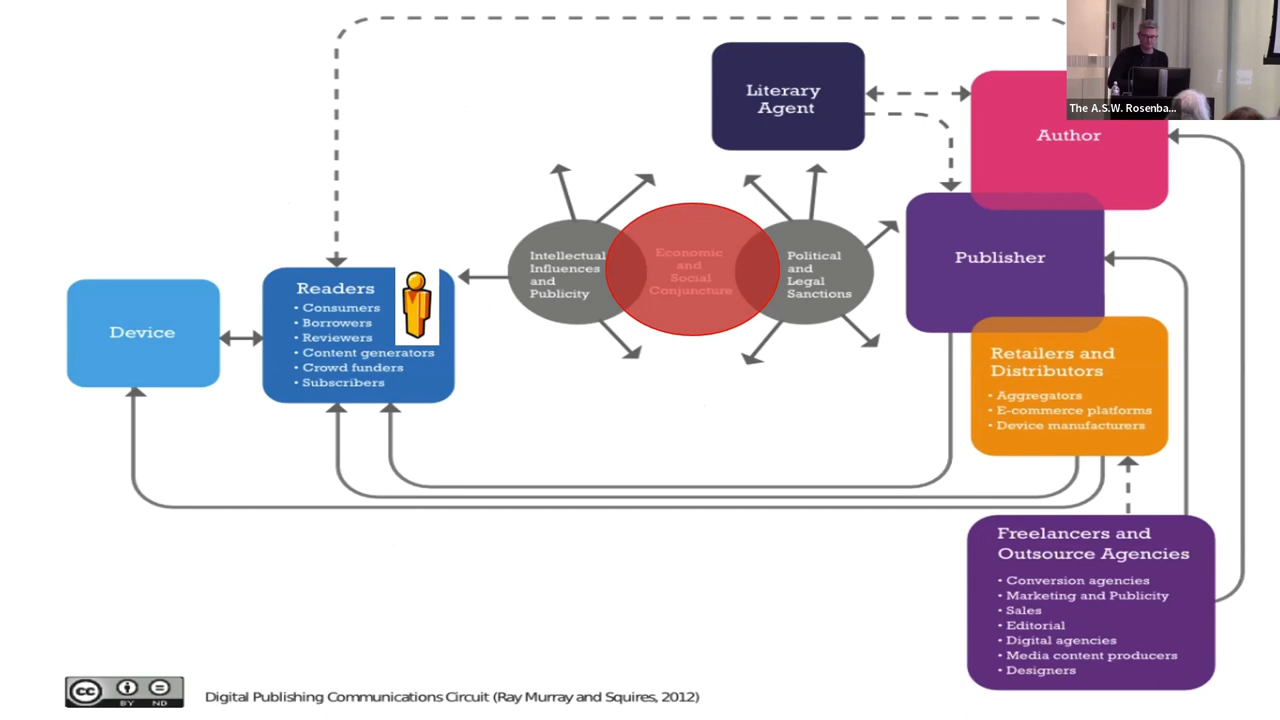 The A.S.W. Rosenba...
Literary
Agent
Author
Publisher
Intellectual
Influences
and
Publicity
Economic
and
Social
Conjuncture
Political
and
Legal
Sanctions
Device
Readers
• Consumers
• Borrowers
• Reviewers
• Content generators
• Crowd funders
• Subscribers
Retailers and
Distributors
• Aggregators
• E-commerce platforms
• Device manufacturers
Freelancers and
Outsource Agencies
• Conversion agencies
• Marketing and Publicity
• Sales
• Editorial
• Digital agencies
• Media content producers
• Designers
cc
BY ND
Digital Publishing Communications Circuit (Ray Murray and Squires, 2012)